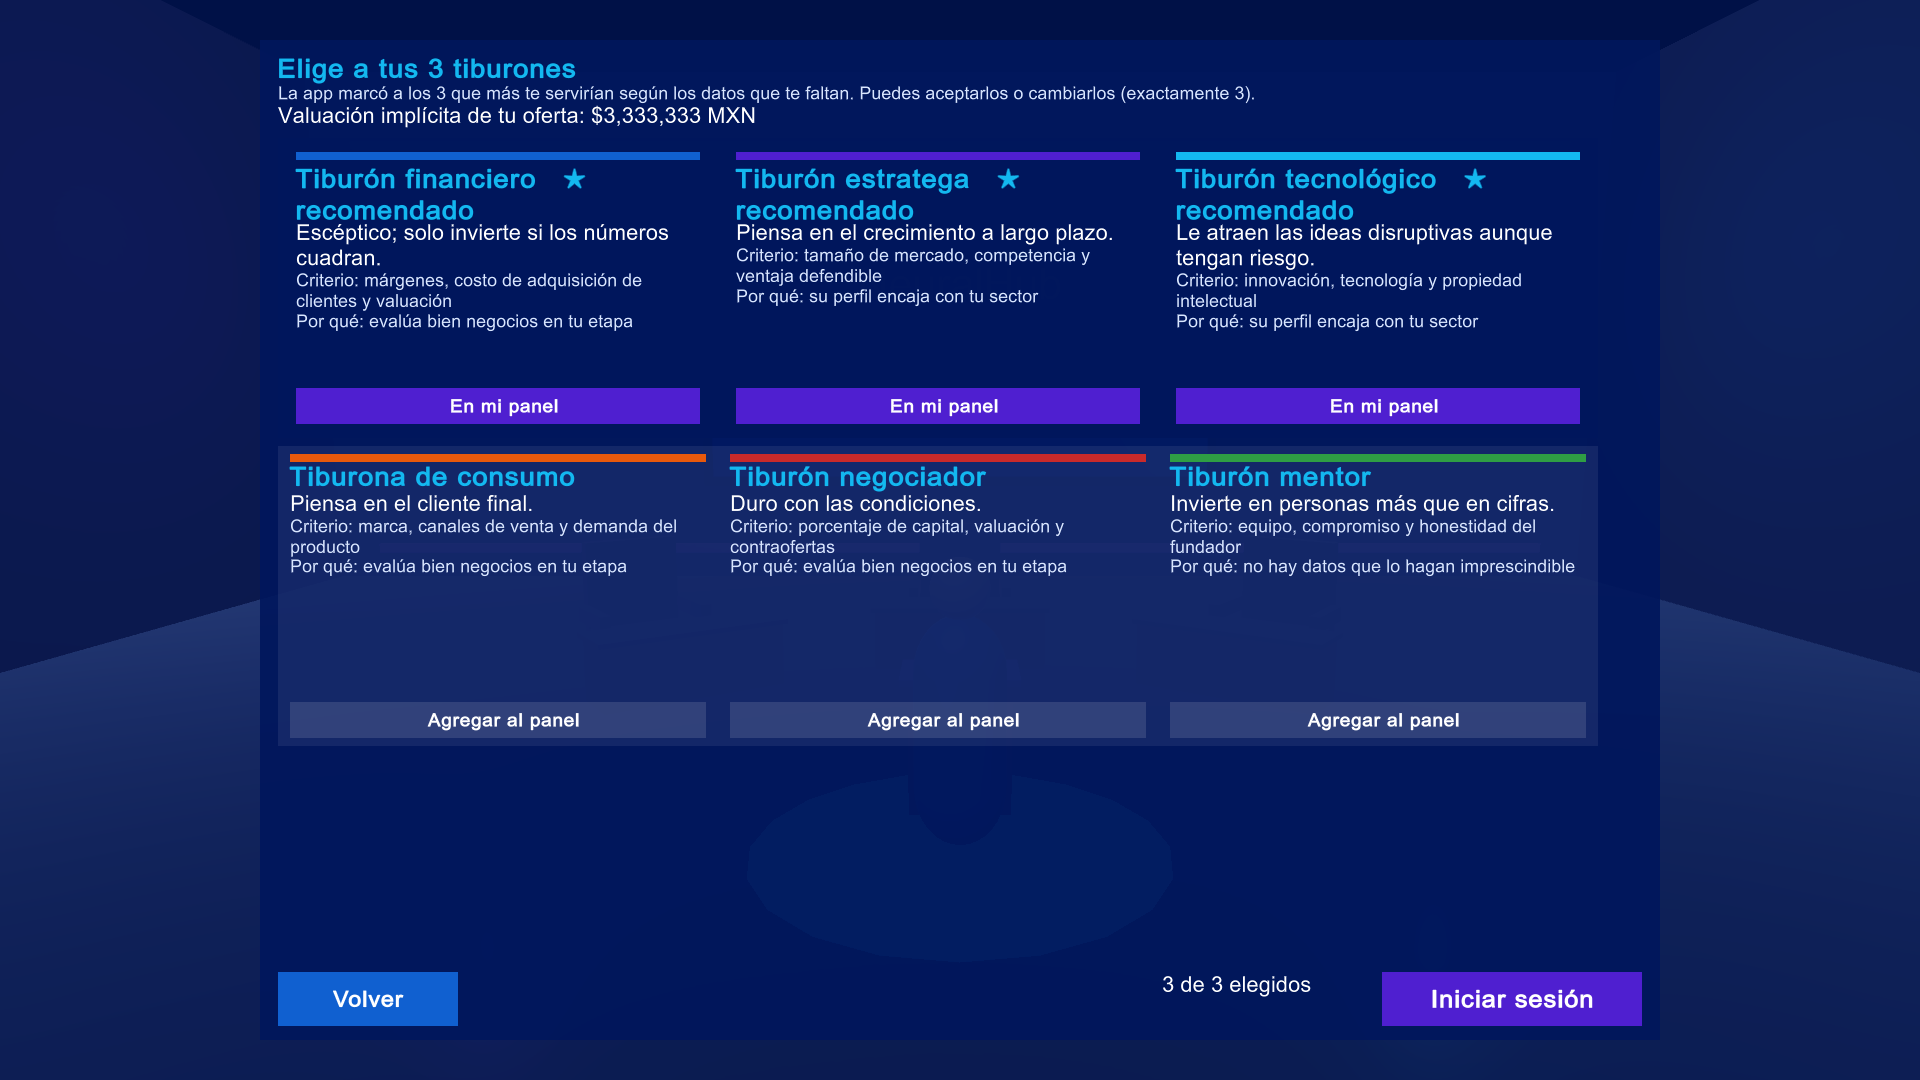 Elige a tus 3 tiburones
La app marcó a los 3 que más te servirían según los datos que te faltan. Puedes aceptarlos o cambiarlos (exactamente 3).
Valuación implícita de tu oferta: $3,333,333 MXN
Tiburón financiero ★
recomendado
Escéptico; solo invierte si los números
cuadran.
Criterio: márgenes, costo de adquisición de
clientes y valuación
Por qué: evalúa bien negocios en tu etapa
En mi panel
Tiburón estratega ★
recomendado
Piensa en el crecimiento a largo plazo.
Criterio: tamaño de mercado, competencia y
ventaja defendible
Por qué: su perfil encaja con tu sector
En mi panel
Tiburón tecnológico ★
recomendado
Le atraen las ideas disruptivas aunque
tengan riesgo.
Criterio: innovación, tecnología y propiedad
intelectual
Por qué: su perfil encaja con tu sector
En mi panel
Tiburona de consumo
Piensa en el cliente final.
Criterio: marca, canales de venta y demanda del
producto
Por qué: evalúa bien negocios en tu etapa
Agregar al panel
Tiburón negociador
Duro con las condiciones.
Criterio: porcentaje de capital, valuación y
contraofertas
Por qué: evalúa bien negocios en tu etapa
Agregar al panel
Tiburón mentor
Invierte en personas más que en cifras.
Criterio: equipo, compromiso y honestidad del
fundador
Por qué: no hay datos que lo hagan imprescindible
Agregar al panel
Volver
3 de 3 elegidos
Iniciar sesión